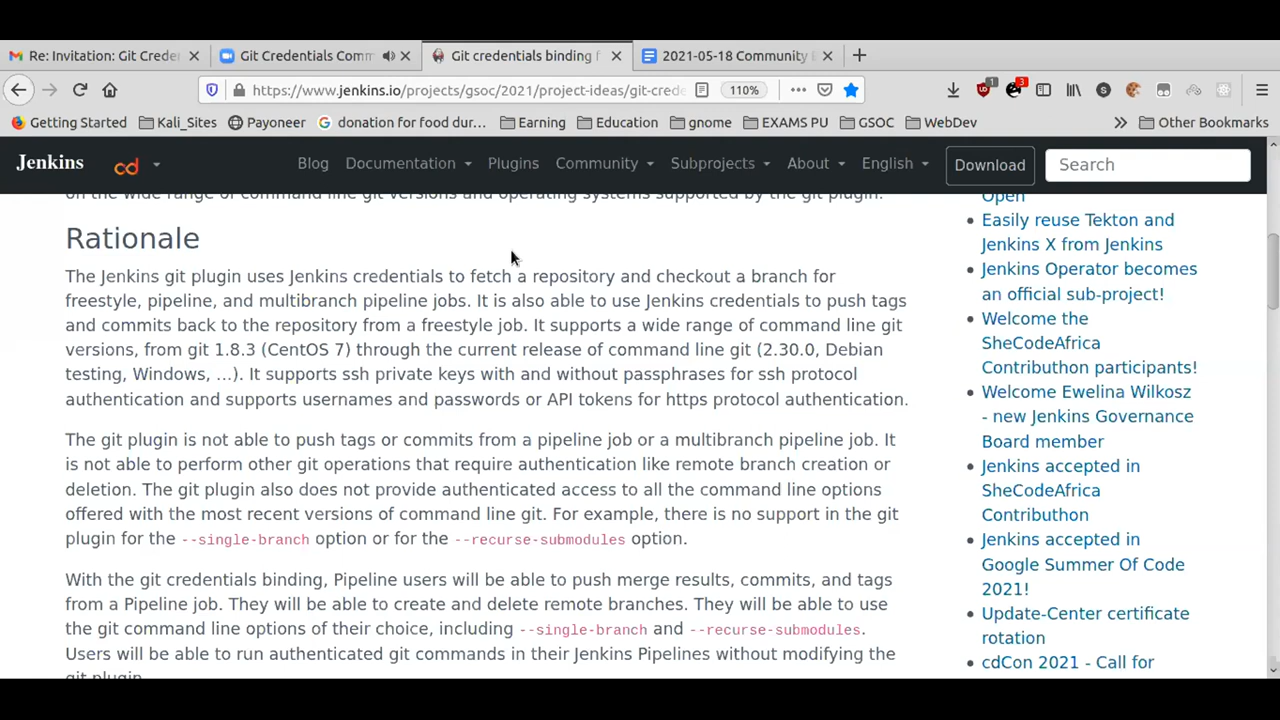 Re: Invitation: Git Crede
Git Credentials Comm
Git credentials binding f
2021-05-18 Community B
https://www.jenkins.io/projects/gsoc/2021/project-ideas/git-crede
110%
1
3
Getting Started
Kali_Sites
Payoneer
donation for food dur...
Earning
Education
gnome
EXAMS PU
GSOC
WebDev
Other Bookmarks
Jenkins
cd
Blog
Documentation
Plugins
Community
Subprojects
About
English
Download
Search
on the wide range of command line git versions and operating systems supported by the git plugin.
Rationale
The Jenkins git plugin uses Jenkins credentials to fetch a repository and checkout a branch for
freestyle, pipeline, and multibranch pipeline jobs. It is also able to use Jenkins credentials to push tags
and commits back to the repository from a freestyle job. It supports a wide range of command line git
versions, from git 1.8.3 (CentOS 7) through the current release of command line git (2.30.0, Debian
testing, Windows, …). It supports ssh private keys with and without passphrases for ssh protocol
authentication and supports usernames and passwords or API tokens for https protocol authentication.
The git plugin is not able to push tags or commits from a pipeline job or a multibranch pipeline job. It
is not able to perform other git operations that require authentication like remote branch creation or
deletion. The git plugin also does not provide authenticated access to all the command line options
offered with the most recent versions of command line git. For example, there is no support in the git
plugin for the --single-branch option or for the --recurse-submodules option.
With the git credentials binding, Pipeline users will be able to push merge results, commits, and tags
from a Pipeline job. They will be able to create and delete remote branches. They will be able to use
the git command line options of their choice, including --single-branch and --recurse-submodules.
Users will be able to run authenticated git commands in their Jenkins Pipelines without modifying the
git plugin.
Open
Easily reuse Tekton and
Jenkins X from Jenkins
Jenkins Operator becomes
an official sub-project!
Welcome the
SheCodeAfrica
Contributhon participants!
Welcome Ewelina Wilkosz
- new Jenkins Governance
Board member
Jenkins accepted in
SheCodeAfrica
Contributhon
Jenkins accepted in
Google Summer Of Code
2021!
Update-Center certificate
rotation
cdCon 2021 - Call for